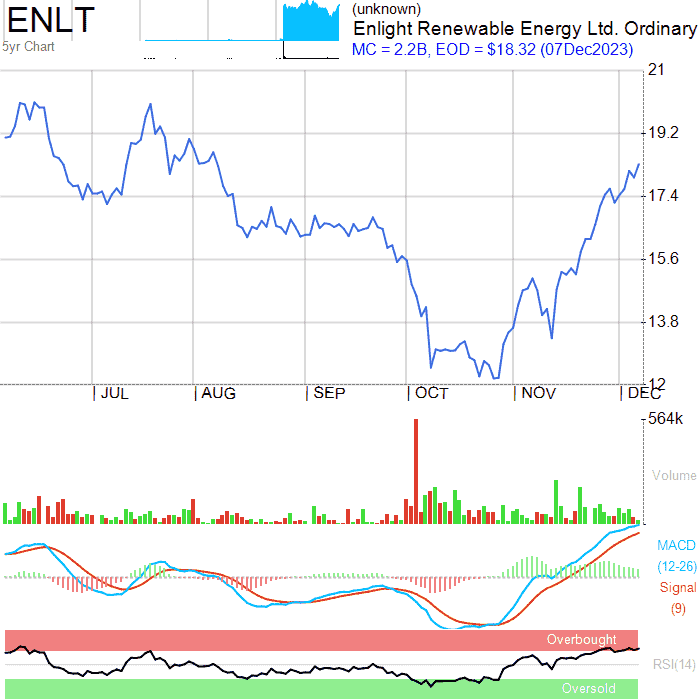 ENLT
5yr Chart
(unknown)
Enlight Renewable Energy Ltd. Ordinary
MC = 2.2B, EOD = $18.32 (07Dec2023)
21
19.2
17.4
15.6
13.8
12
JUL AUG SEP OCT NOV DEC
564k
Volume
MACD
(12-26)
Signal
(9)
Overbought
RSI(14)
Oversold